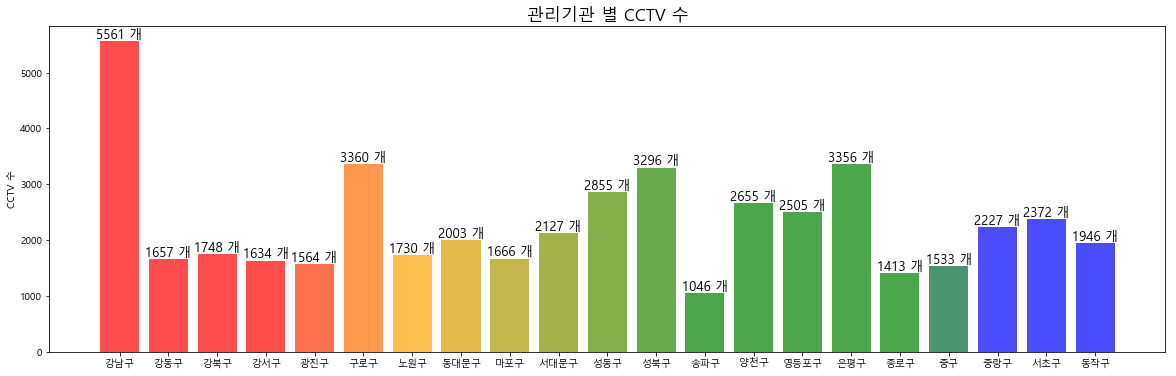 관리기관 별 CCTV 수
CCTV 수
5000
4000
3000
2000
1000
0
5561 개
1657 개
1748 개
1634 개
1564 개
3360 개
1730 개
2003 개
1666 개
2127 개
2855 개
3296 개
1046 개
2655 개
2505 개
3356 개
1413 개
1533 개
2227 개
2372 개
1946 개
강남구 강동구 강북구 강서구 광진구 구로구 노원구 동대문구 마포구 서대문구 성동구 성북구 송파구 양천구 영등포구 은평구 종로구 중구 중랑구 서초구 동작구